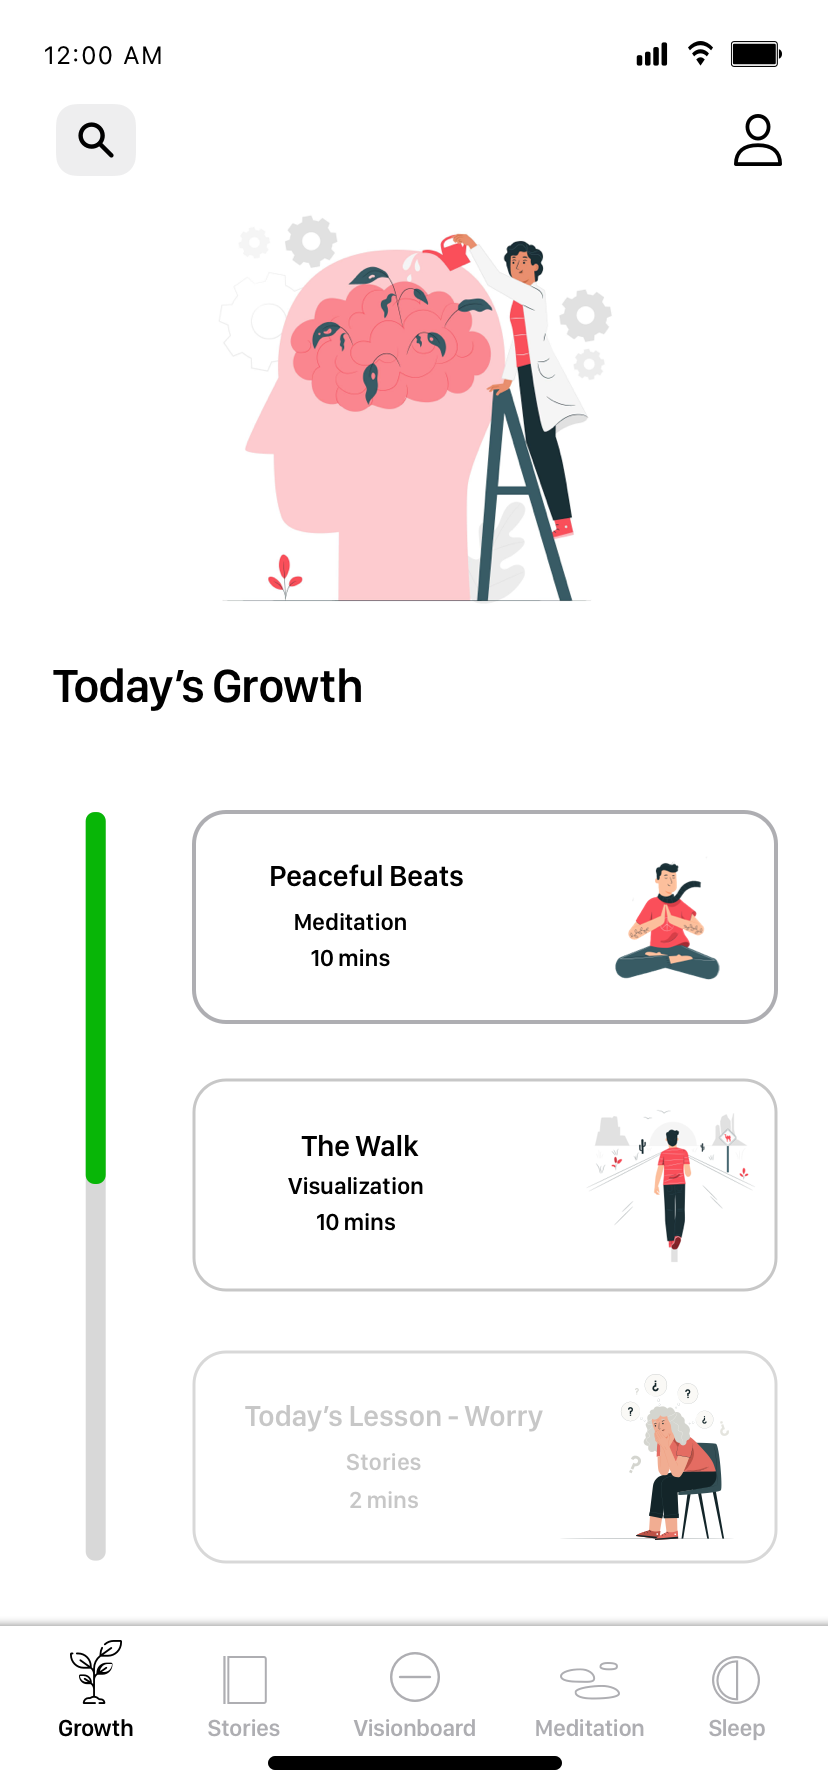 12:00 AM
Today's Growth
Peaceful Beats
Meditation
10 mins
The Walk
Visualization
10 mins
Today's Lesson - Worry
Stories
2 mins
Growth
Stories
Visionboard
Meditation
Sleep